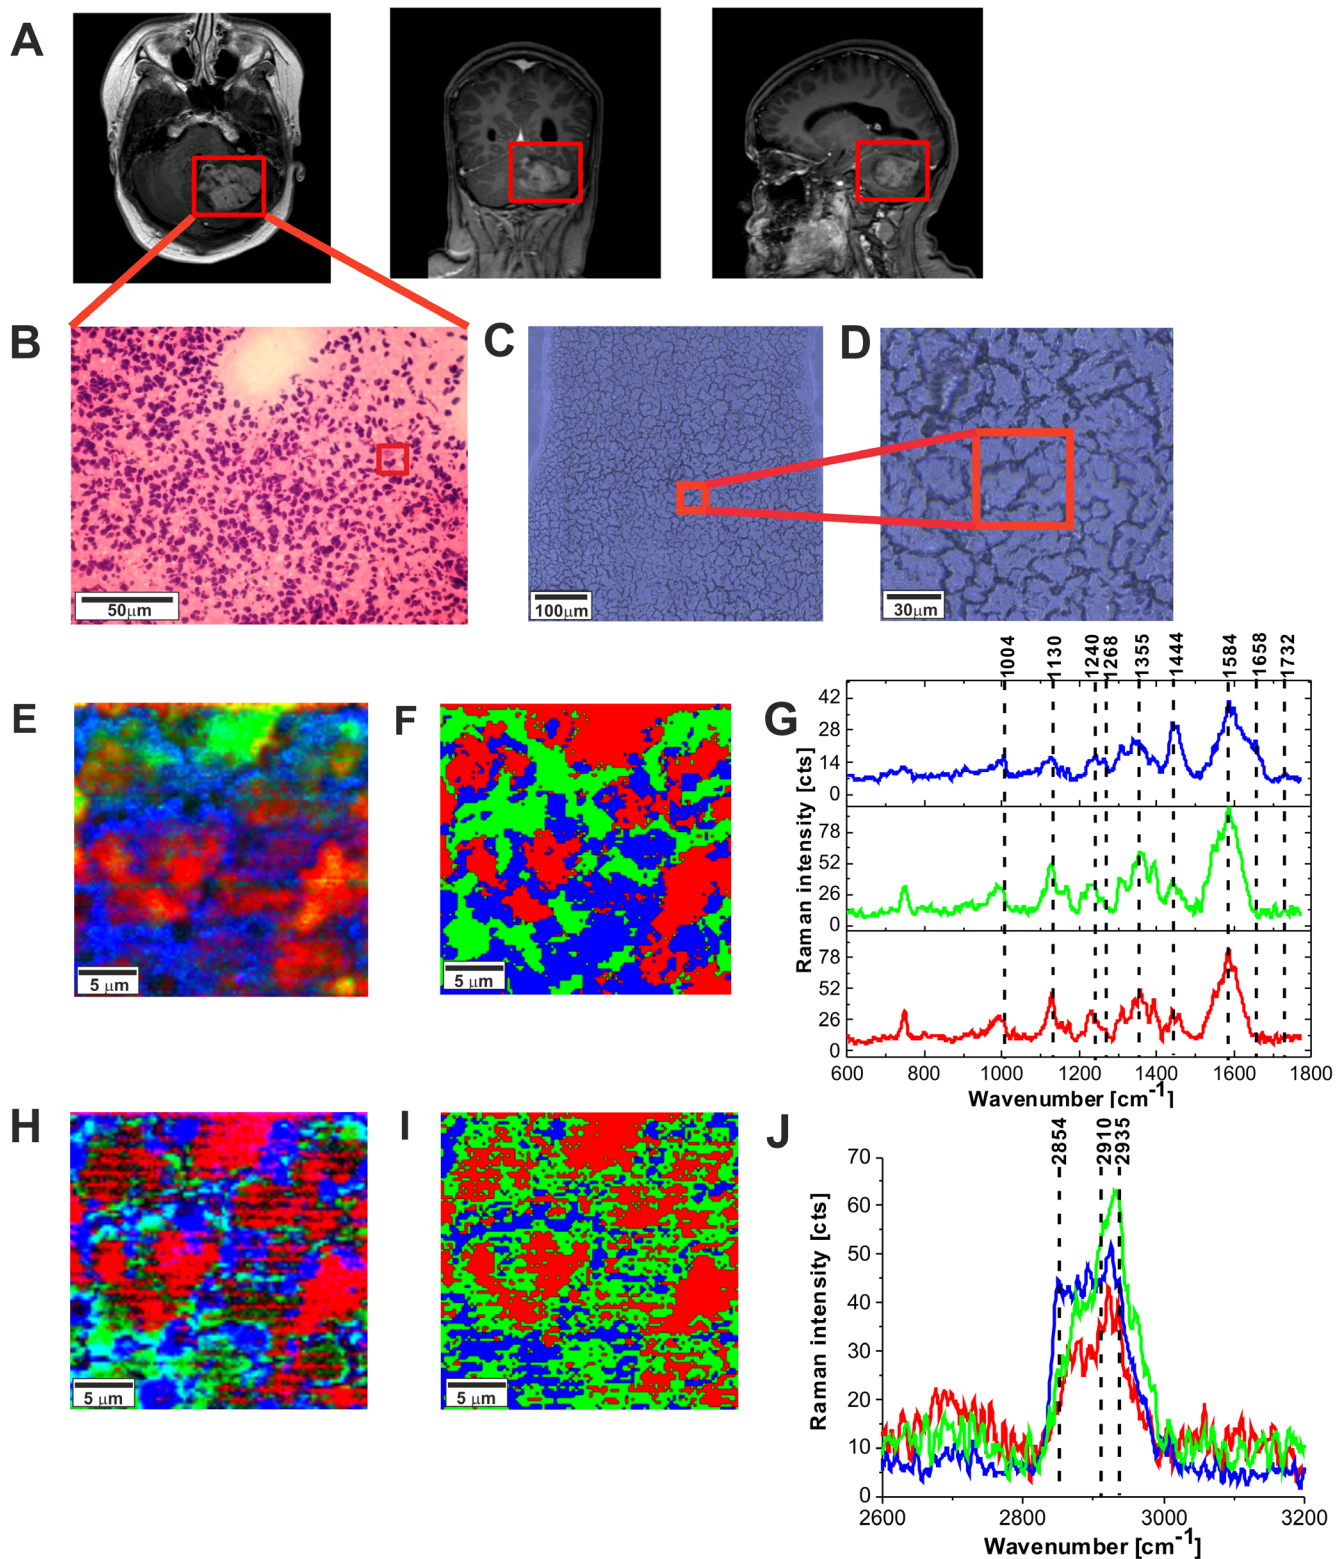 A
B
C
D
50μm
100μm
30μm
E
F
G
5 μm
5 μm
1004
1130
1240
1268
1355
1444
1584
1658
1732
Raman intensity [cts]
42
28
14
0
78
52
26
0
78
52
26
0
600
800
1000
1200
1400
1600
1800
Wavenumber [cm-1]
H
I
J
5 μm
5 μm
2854
2910
2935
Raman intensity [cts]
70
60
50
40
30
20
10
0
2600
2800
3000
3200
Wavenumber [cm-1]